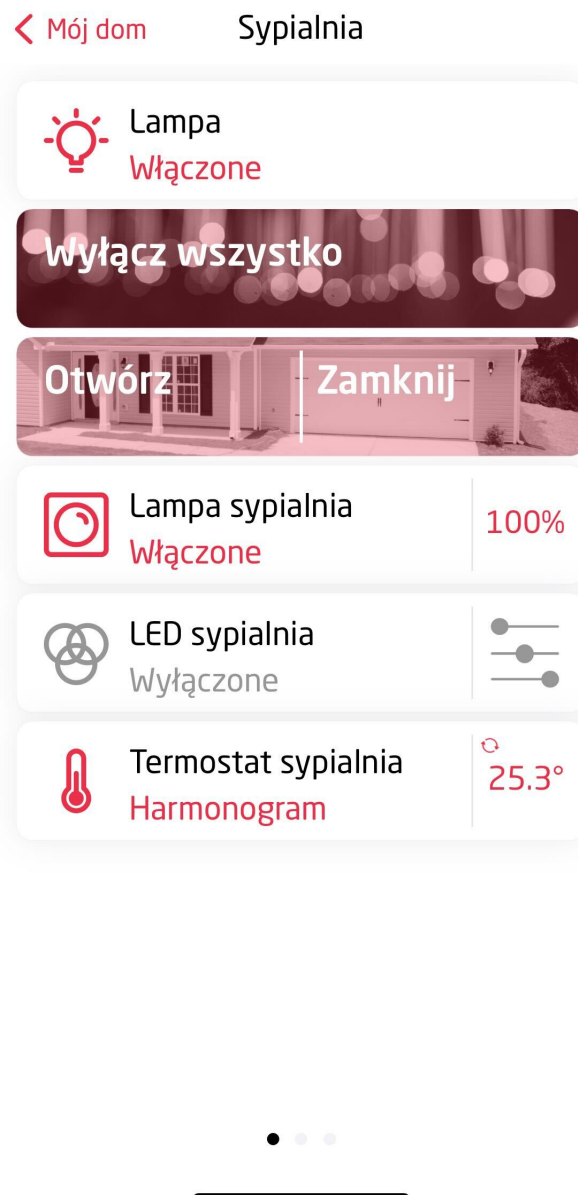 Mój dom Sypialnia
Lampa
Włączone
Wyłącz wszystko
Otwórz Zamknij
Lampa sypialnia
Włączone
100%
LED sypialnia
Wyłączone
Termostat sypialnia
Harmonogram
25.3°